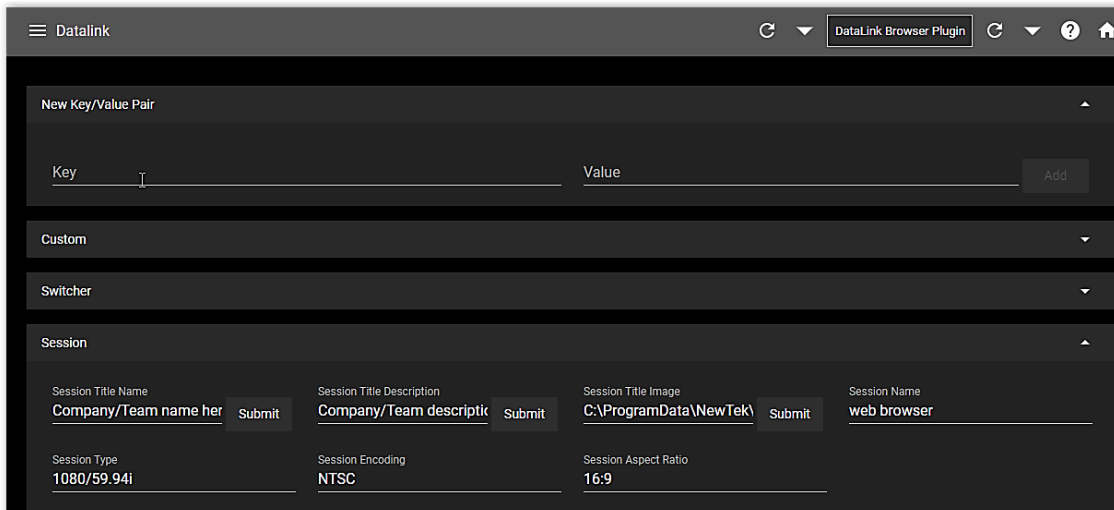 Datalink
DataLink Browser Plugin
New Key/Value Pair
Key
Value
Add
Custom
Switcher
Session
Session Title Name
Company/Team name her
Submit
Session Title Description
Company/Team descriptic
Submit
Session Title Image
C:\ProgramData\NewTek\
Submit
Session Name
web browser
Session Type
1080/59.94i
Session Encoding
NTSC
Session Aspect Ratio
16:9